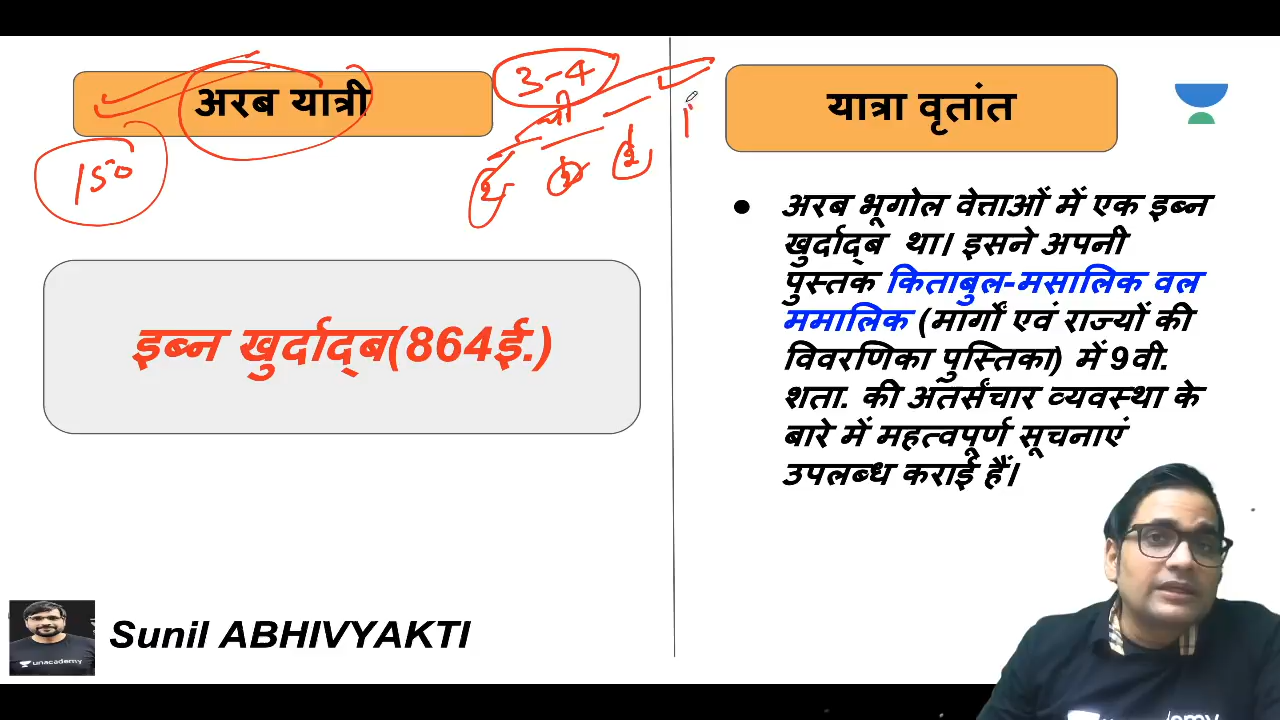 अरब यात्री
3-4
150
यात्रा वृतांत
इब्न खुर्दाद्ब(864ई.)
● अरब भूगोल वेत्ताओं में एक इब्न
खुर्दाद्ब था। इसने अपनी
पुस्तक किताबुल-मसालिक वल
ममालिक (मार्गों एवं राज्यों की
विवरणिका पुस्तिका) में 9वी.
शता. की अंतर्संचार व्यवस्था के
बारे में महत्वपूर्ण सूचनाएं
उपलब्ध कराई हैं।
Sunil ABHIVYAKTI
unacademy